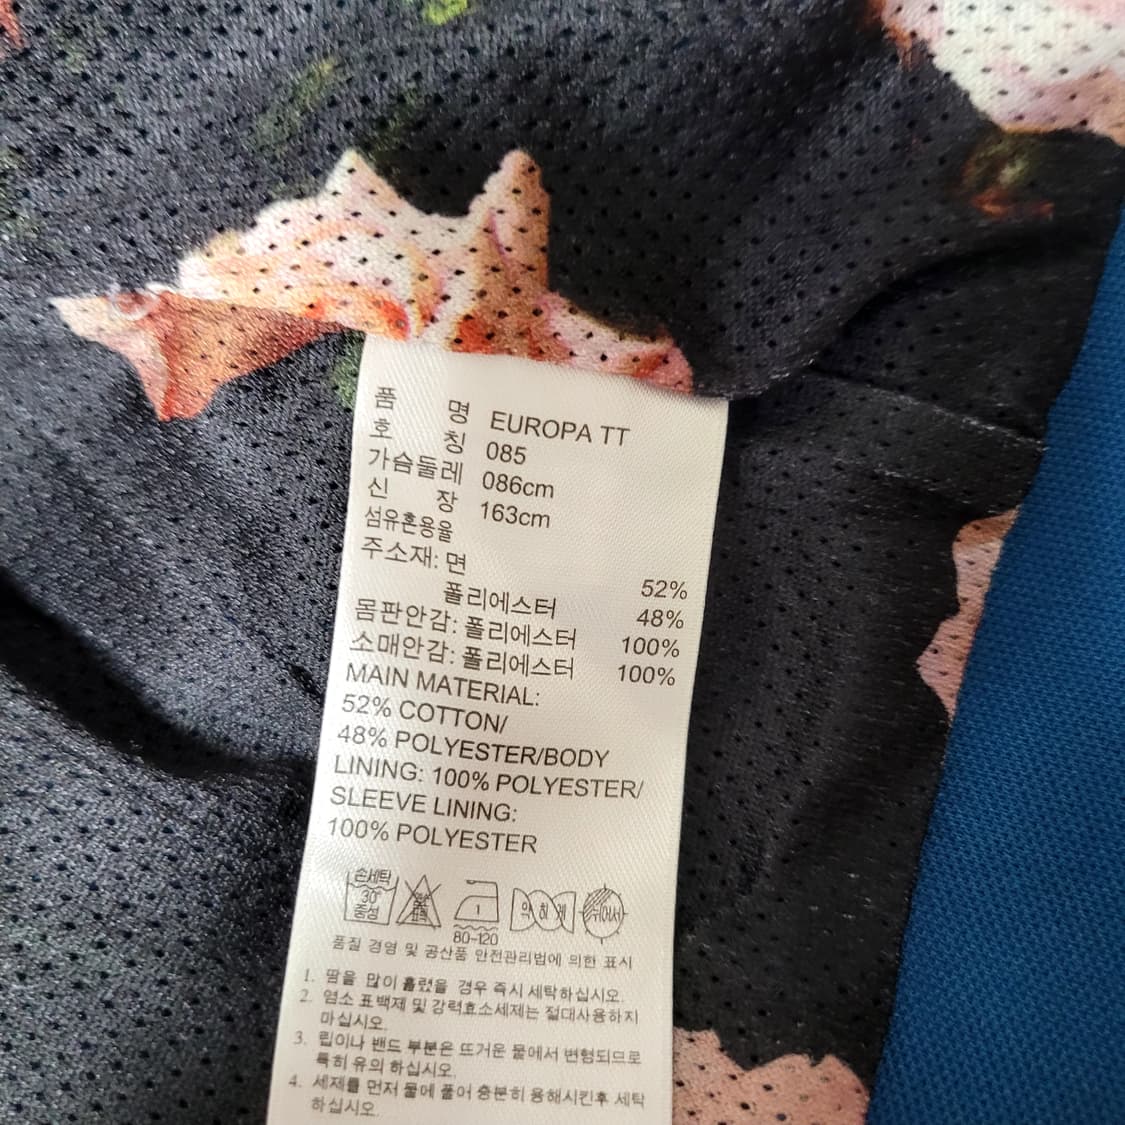 품 명 EUROPA TT
호 칭 085
가슴둘레 086cm
신 장 163cm
섬유혼용율
주소재: 면 52%
폴리에스터 48%
몸판안감: 폴리에스터 100%
소매안감: 폴리에스터 100%
MAIN MATERIAL:
52% COTTON/
48% POLYESTER/BODY
LINING: 100% POLYESTER/
SLEEVE LINING:
100% POLYESTER
손세탁
30°
중성
1
80~120
약하게
뉘어서
품질 경영 및 공산품 안전관리법에 의한 표시
1. 땀을 많이 흘렸을 경우 즉시 세탁하십시오.
2. 염소 표백제 및 강력효소세제는 절대사용하지
마십시오.
3. 립이나 밴드 부분은 뜨거운 물에서 변형되므로
특히 유의 하십시오.
4. 세제를 먼저 물에 풀어 충분히 용해시킨후 세탁
하십시오.